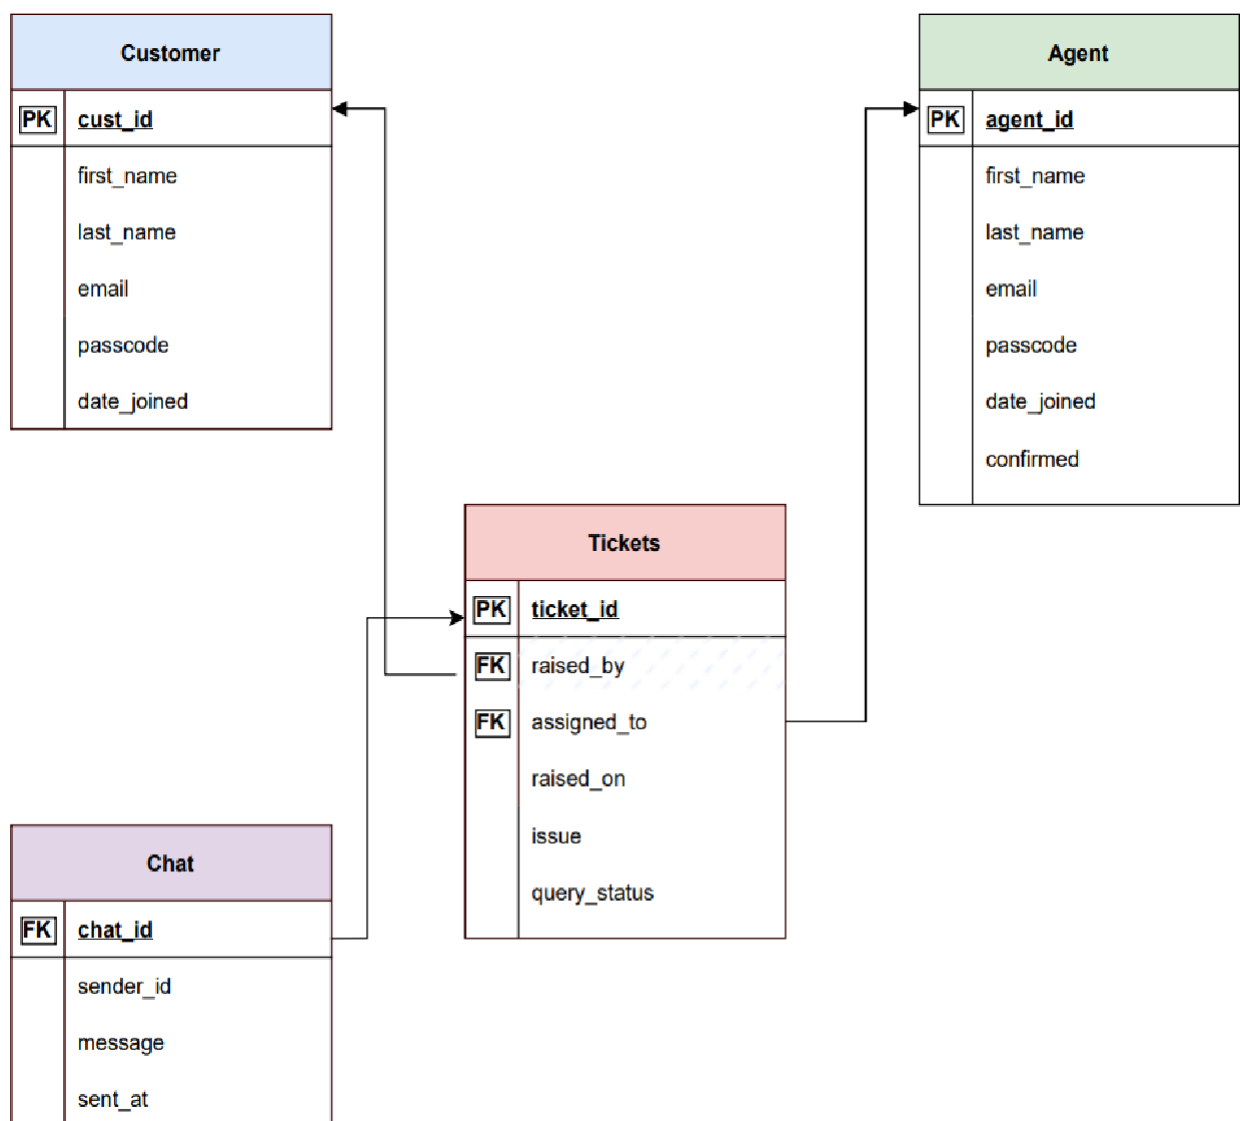 Customer
PK cust_id
first_name
last_name
email
passcode
date_joined
Agent
PK agent_id
first_name
last_name
email
passcode
date_joined
confirmed
Tickets
PK ticket_id
FK raised_by
FK assigned_to
raised_on
issue
query_status
Chat
FK chat_id
sender_id
message
sent_at